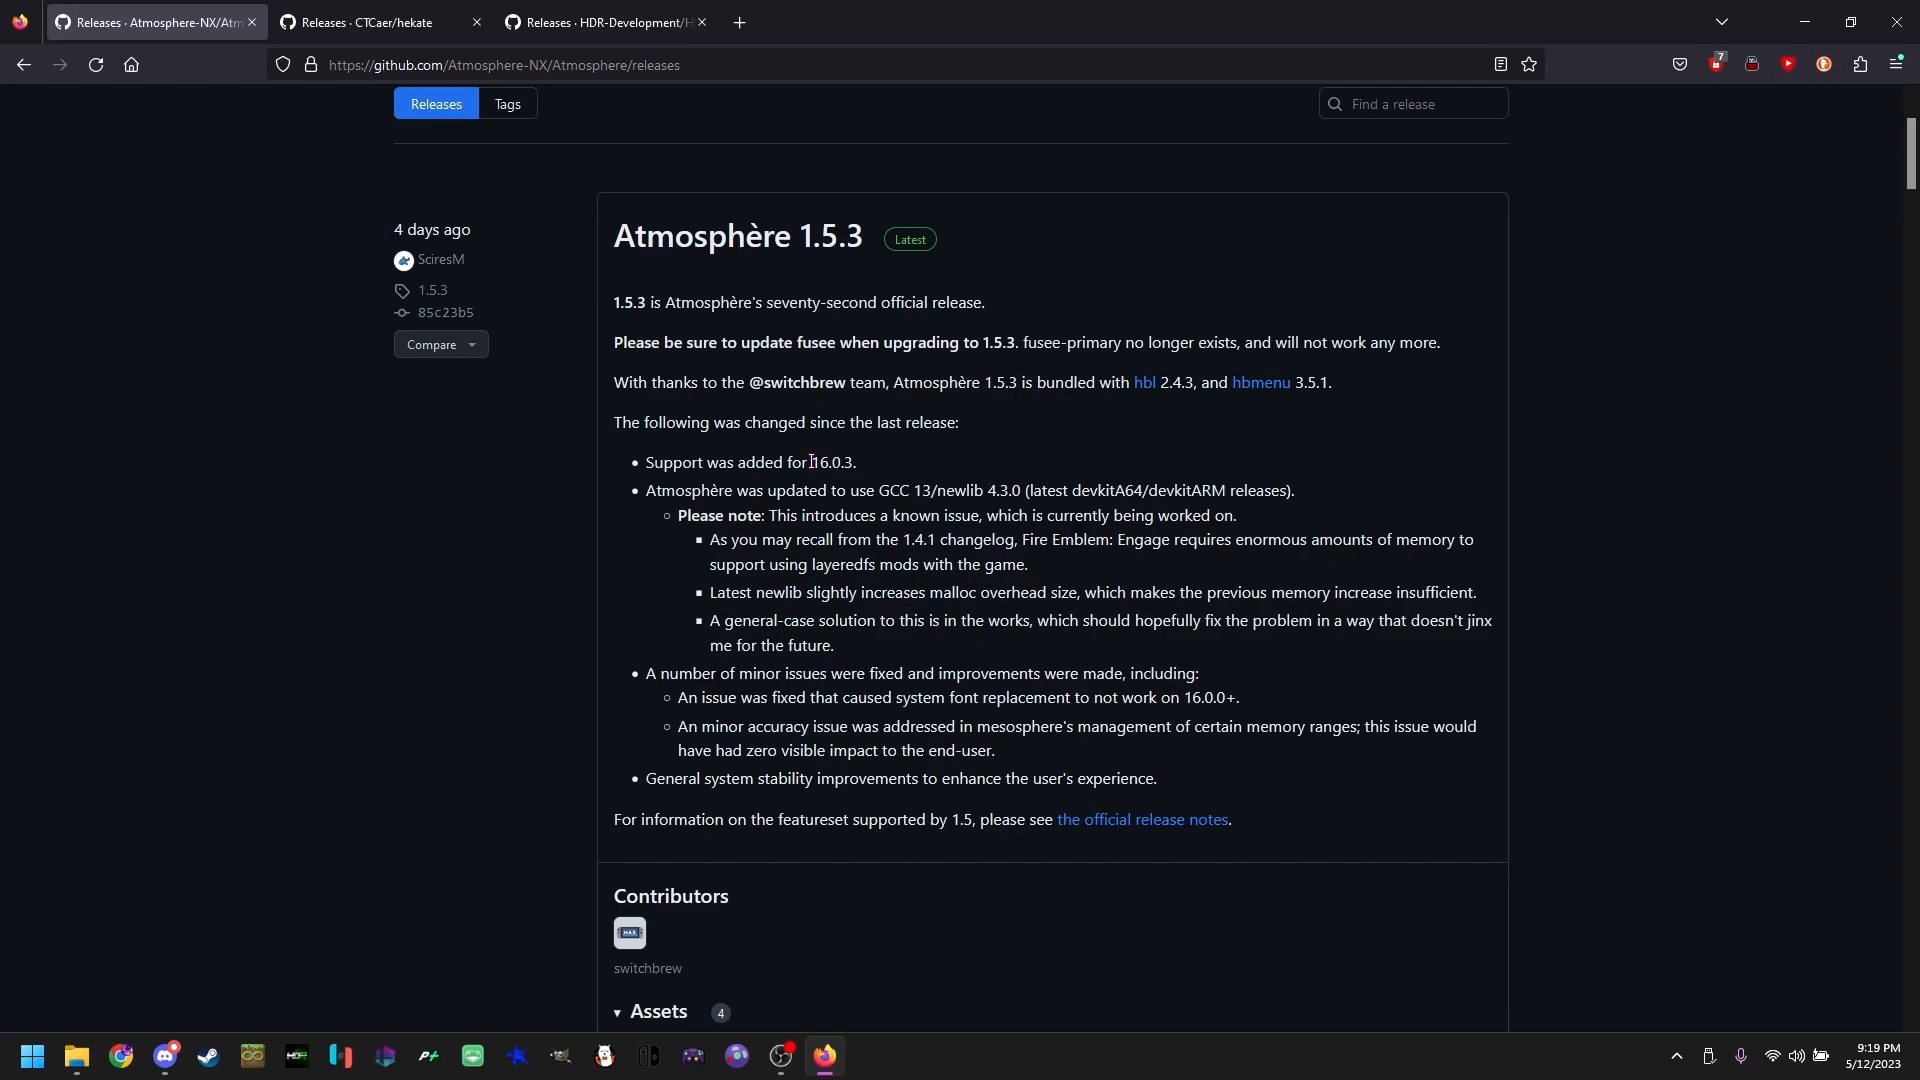 Releases · Atmosphere-NX/Atm
Releases · CTCaer/hekate
Releases · HDR-Development/H
https://github.com/Atmosphere-NX/Atmosphere/releases
7
Releases
Tags
Find a release
4 days ago
SciresM
1.5.3
85c23b5
Compare
Atmosphère 1.5.3
Latest
1.5.3 is Atmosphère's seventy-second official release.
Please be sure to update fusee when upgrading to 1.5.3. fusee-primary no longer exists, and will not work any more.
With thanks to the @switchbrew team, Atmosphère 1.5.3 is bundled with hbl 2.4.3, and hbmenu 3.5.1.
The following was changed since the last release:
• Support was added for 16.0.3.
• Atmosphère was updated to use GCC 13/newlib 4.3.0 (latest devkitA64/devkitARM releases).
◦ Please note: This introduces a known issue, which is currently being worked on.
▪ As you may recall from the 1.4.1 changelog, Fire Emblem: Engage requires enormous amounts of memory to
support using layeredfs mods with the game.
▪ Latest newlib slightly increases malloc overhead size, which makes the previous memory increase insufficient.
▪ A general-case solution to this is in the works, which should hopefully fix the problem in a way that doesn't jinx
me for the future.
• A number of minor issues were fixed and improvements were made, including:
◦ An issue was fixed that caused system font replacement to not work on 16.0.0+.
◦ An minor accuracy issue was addressed in mesosphere's management of certain memory ranges; this issue would
have had zero visible impact to the end-user.
• General system stability improvements to enhance the user's experience.
For information on the featureset supported by 1.5, please see the official release notes.
Contributors
HAX
switchbrew
Assets 4
HDR
9:19 PM
5/12/2023